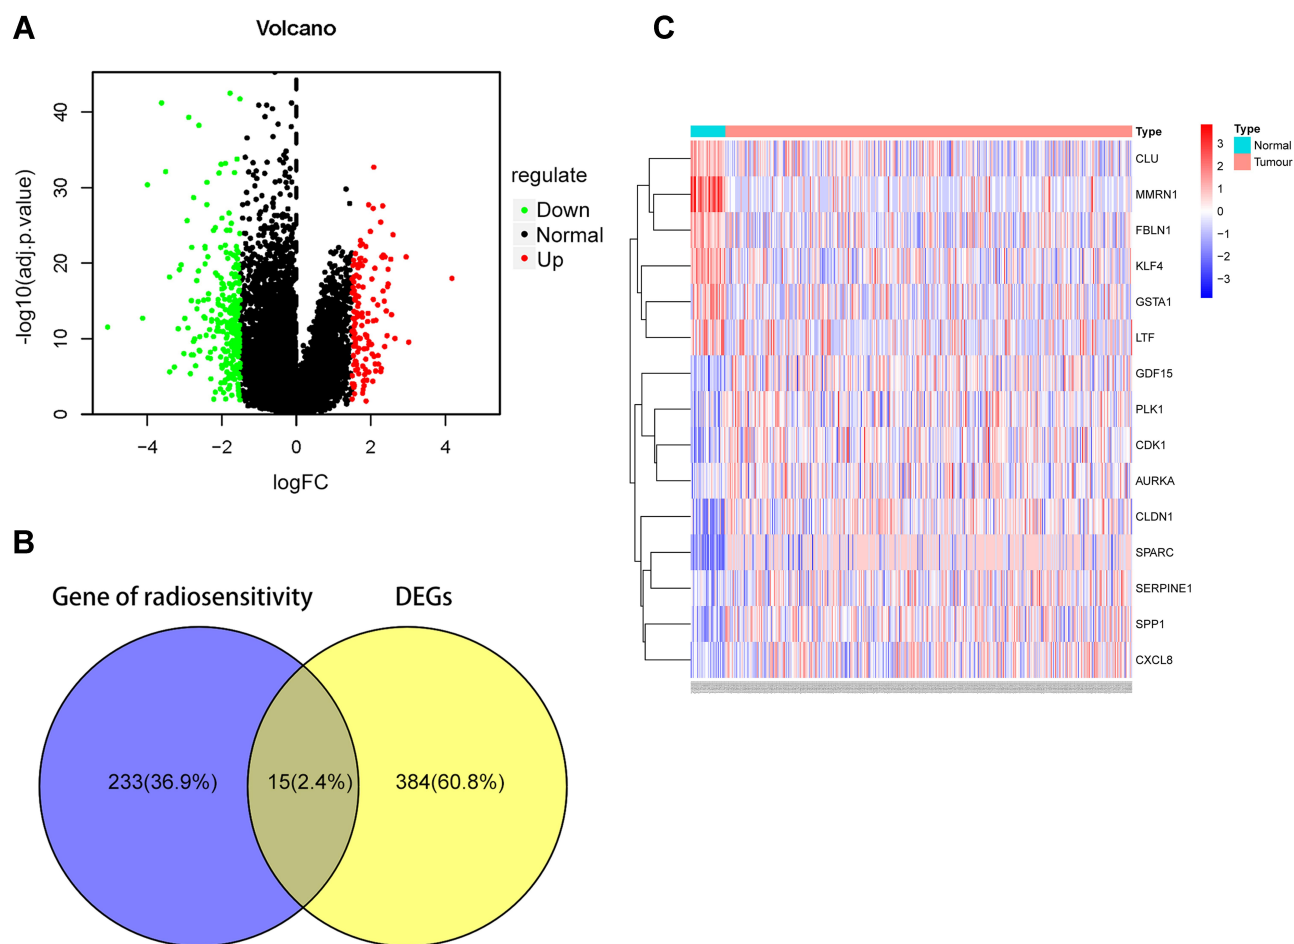 A
Volcano
-log10(adj.p.value)
40
30
20
10
0
−4
−2
0
2
4
logFC
regulate
Down
Normal
Up
B
Gene of radiosensitivity
DEGs
233(36.9%)
15(2.4%)
384(60.8%)
C
Type
CLU
MMRN1
FBLN1
KLF4
GSTA1
LTF
GDF15
PLK1
CDK1
AURKA
CLDN1
SPARC
SERPINE1
SPP1
CXCL8
3
2
1
0
−1
−2
−3
Type
Normal
Tumour